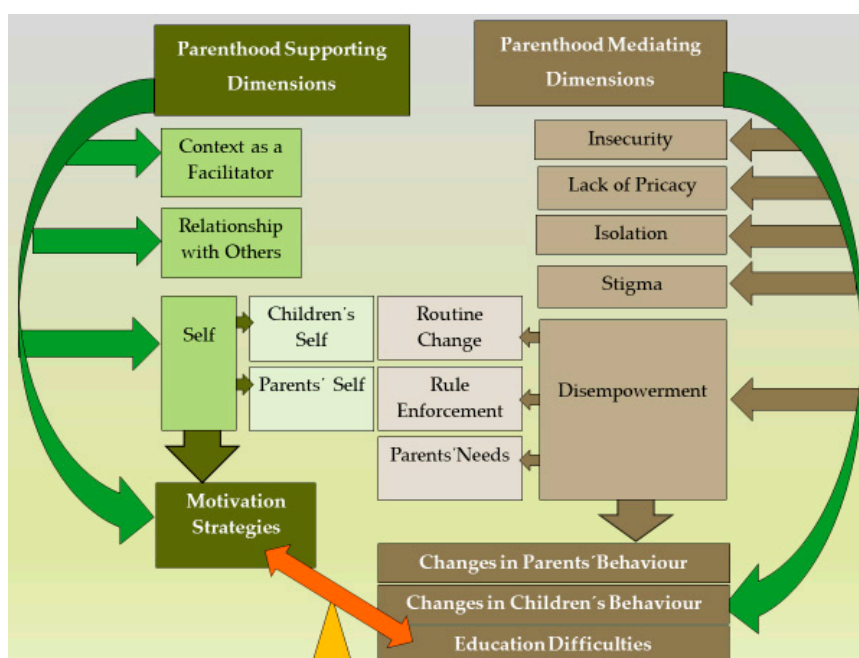 Parenthood Supporting
Dimensions
Context as a
Facilitator
Relationship
with Others
Self
Children´s
Self
Parents´ Self
Motivation
Strategies
Parenthood Mediating
Dimensions
Insecurity
Lack of Pricacy
Isolation
Stigma
Disempowerment
Routine
Change
Rule
Enforcement
Parents´Needs
Changes in Parents´Behaviour
Changes in Children´s Behaviour
Education Difficulties